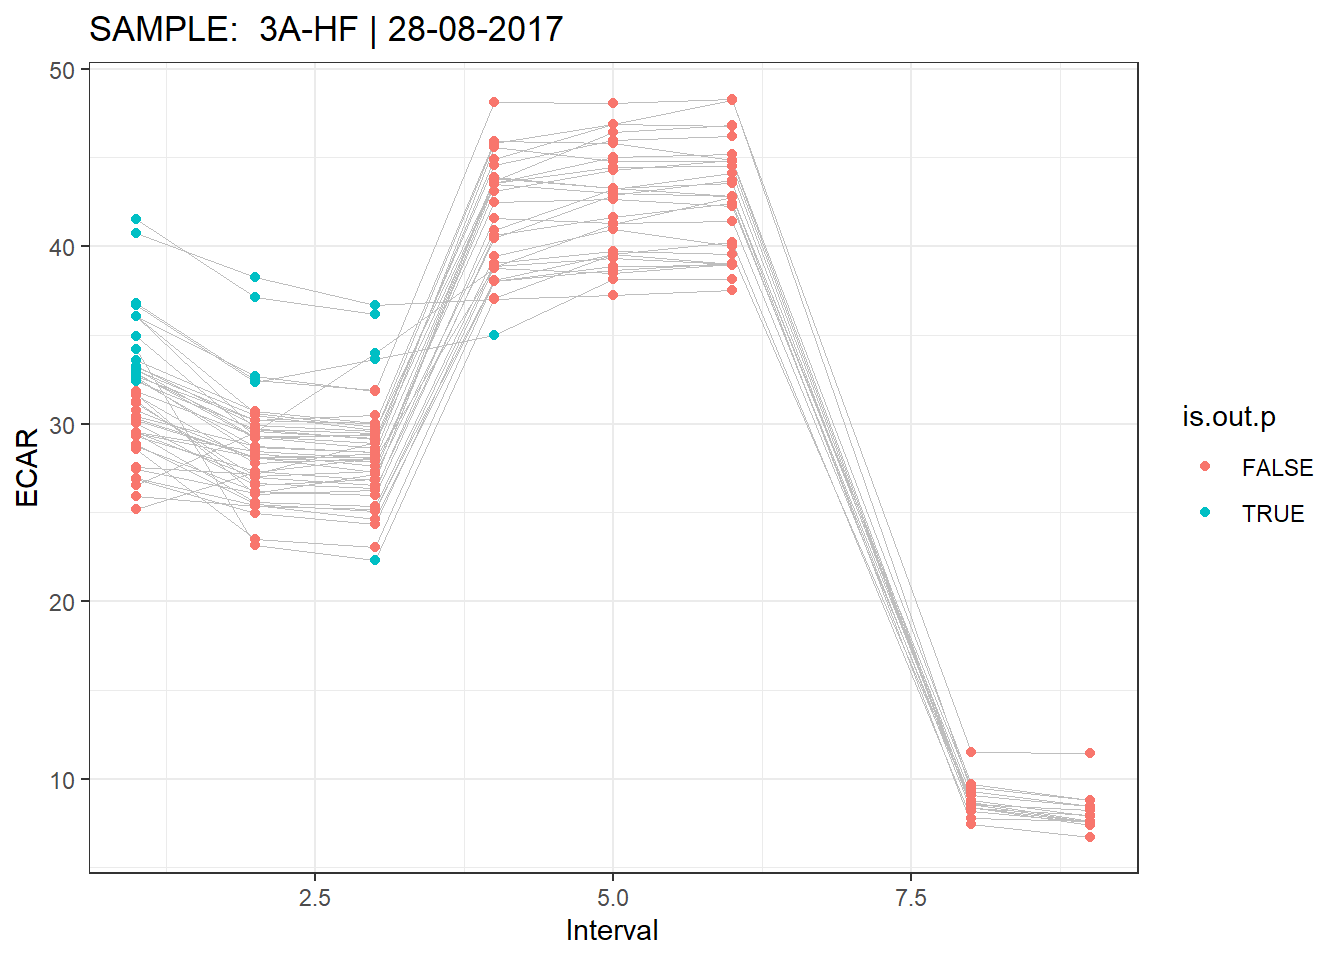 SAMPLE:  3A-HF | 28-08-2017
50
40
30
20
10
ECAR
2.5
5.0
7.5
Interval
is.out.p
FALSE
TRUE